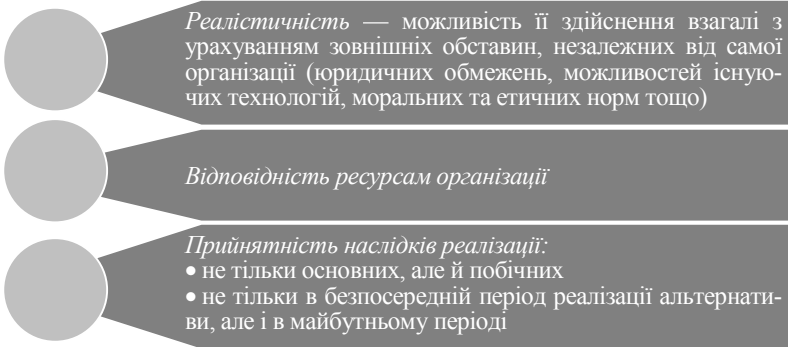 Реалістичність — можливість її здійснення взагалі з
урахуванням зовнішніх обставин, незалежних від самої
організації (юридичних обмежень, можливостей існую-
чих технологій, моральних та етичних норм тощо)
Відповідність ресурсам організації
Прийнятність наслідків реалізації:
• не тільки основних, але й побічних
• не тільки в безпосередній період реалізації альтернати-
ви, але і в майбутньому періоді